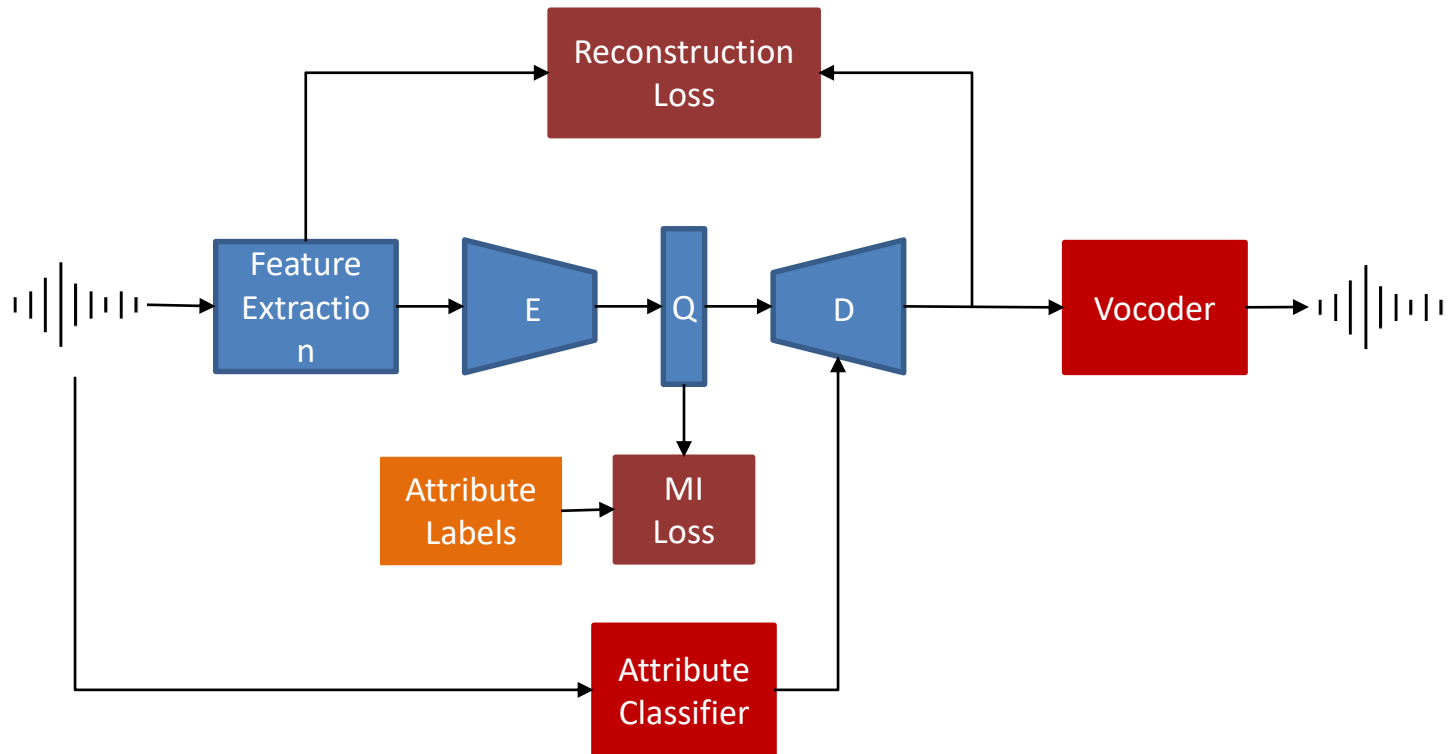 Reconstruction
Loss
Feature
Extractio
n
E
Q
D
Vocoder
Attribute
Labels
MI
Loss
Attribute
Classifier